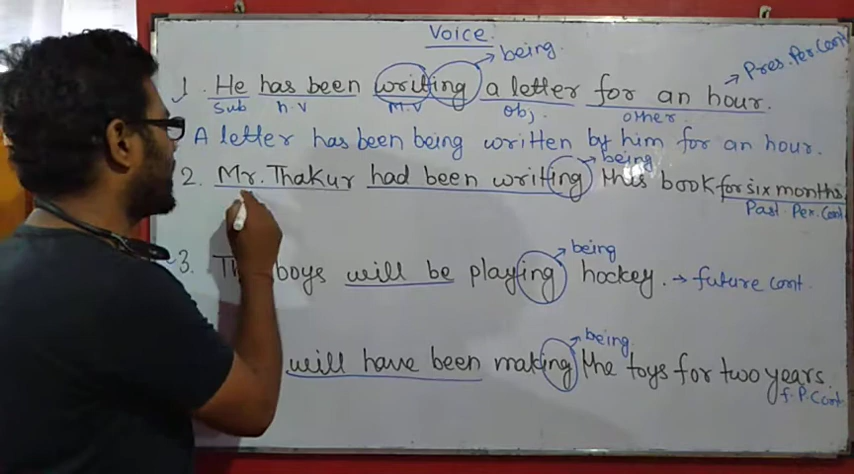 Voice
being
Pres. Per. Cont
1. He has been writing a letter for an hour.
Sub h.v m.v obj other
A letter has been being written by him for an hour.
being
2. Mr. Thakur had been writting this book for six months
Past. Per. Cont
being
3. boys will be playing hockey. → future cont.
being
will have been making the toys for two years.
f. P. Cont.